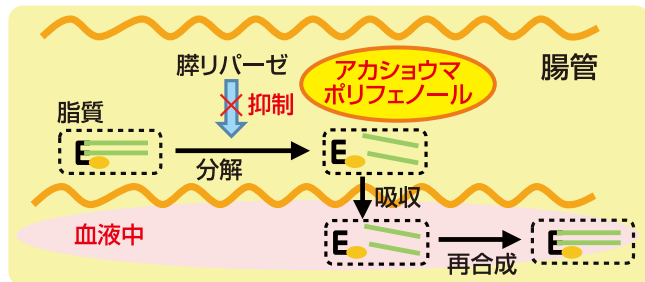 膵リパーゼ
アカショウマ
ポリフェノール
腸管
抑制
脂質
分解
吸収
血液中
再合成